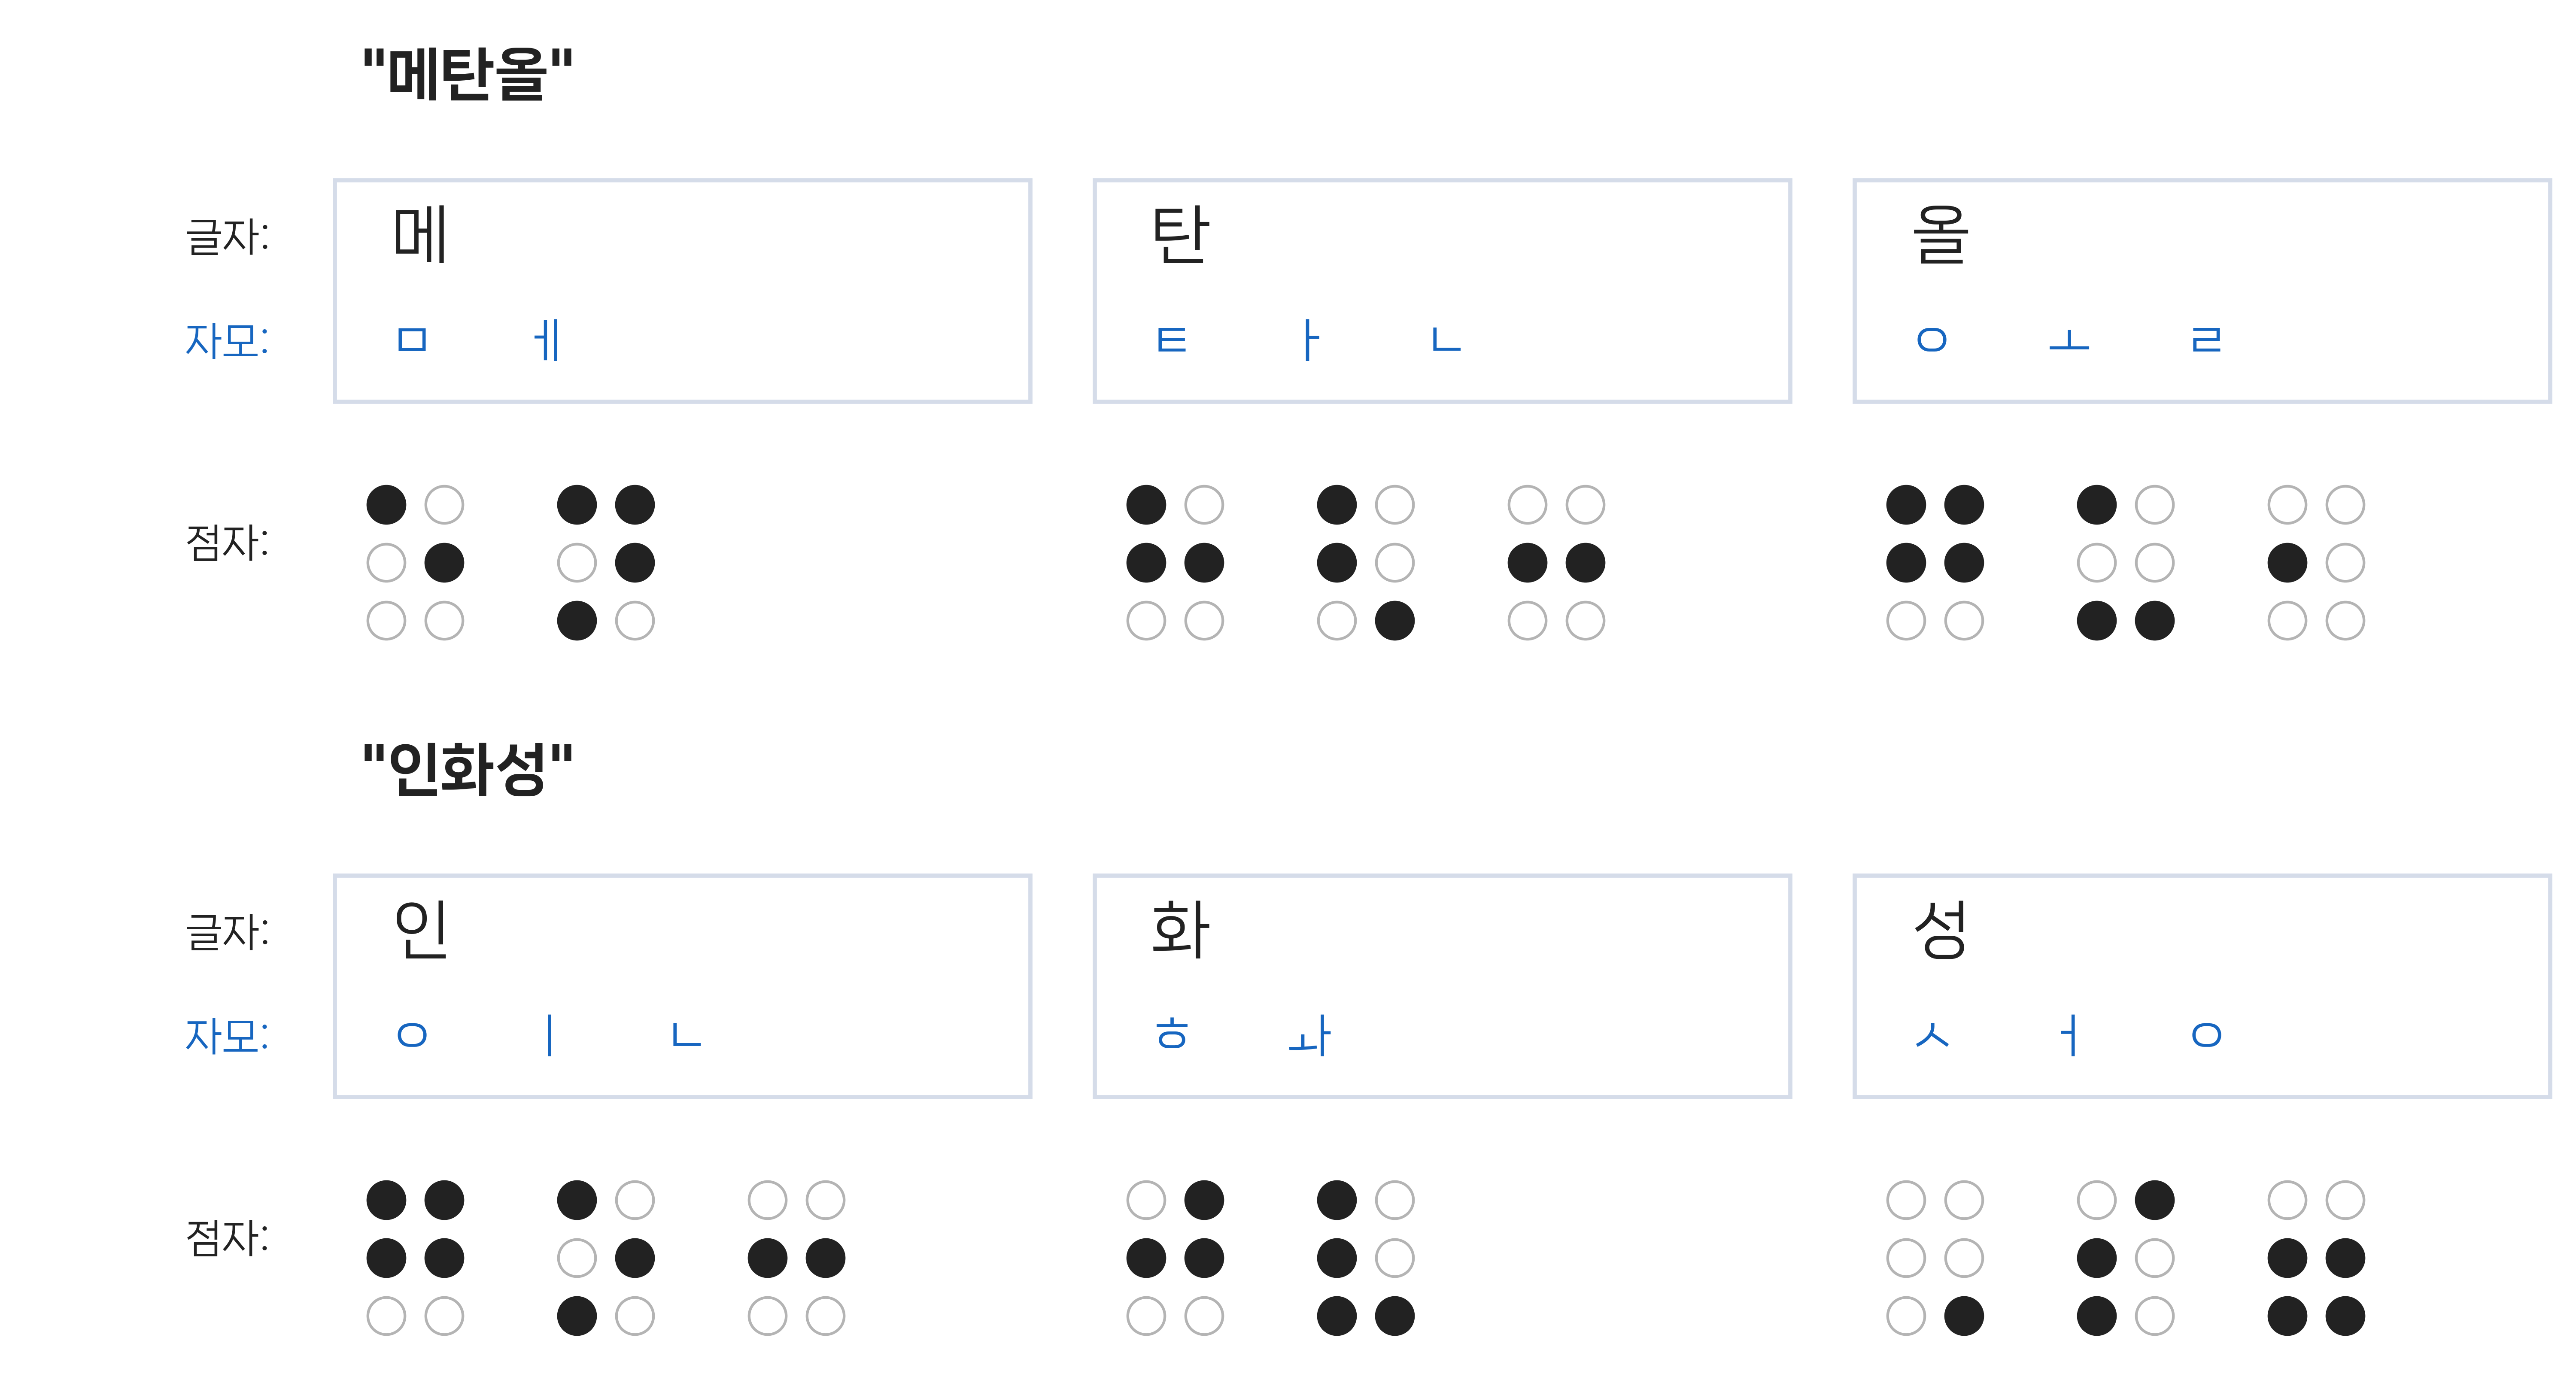 "메탄올"
글자: 메 탄 올
자모: ㅁ ㅔ ㅌ ㅏ ㄴ ㅇ ㅗ ㄹ
점자: ⠑ ⠝ ⠓ ⠣ ⠒ ⠛ ⠥ ⠂
"인화성"
글자: 인 화 성
자모: ㅇ ㅣ ㄴ ㅎ ㅘ ㅅ ㅓ ㅇ
점자: ⠛ ⠕ ⠒ ⠚ ⠧ ⠠ ⠎ ⠶